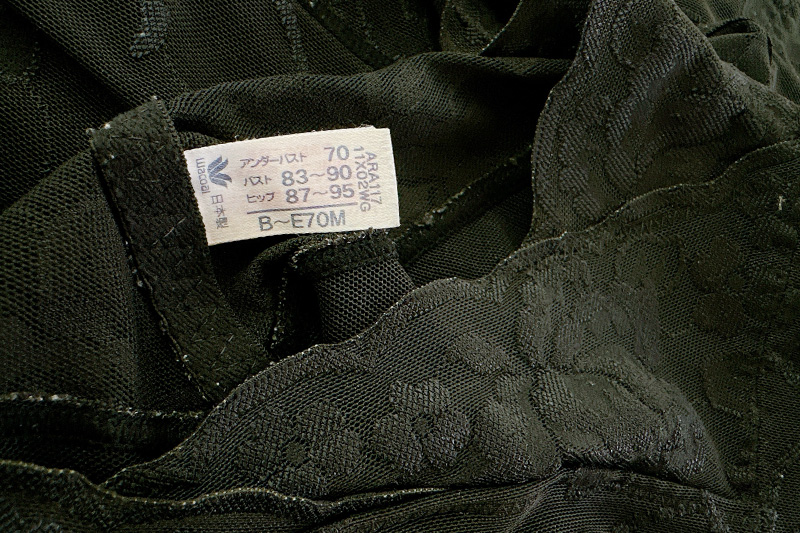 アンダーバスト 70
バスト 83~90
ヒップ 87~95
B~E70M
ARA117
11X02WG
wacoal
日本製